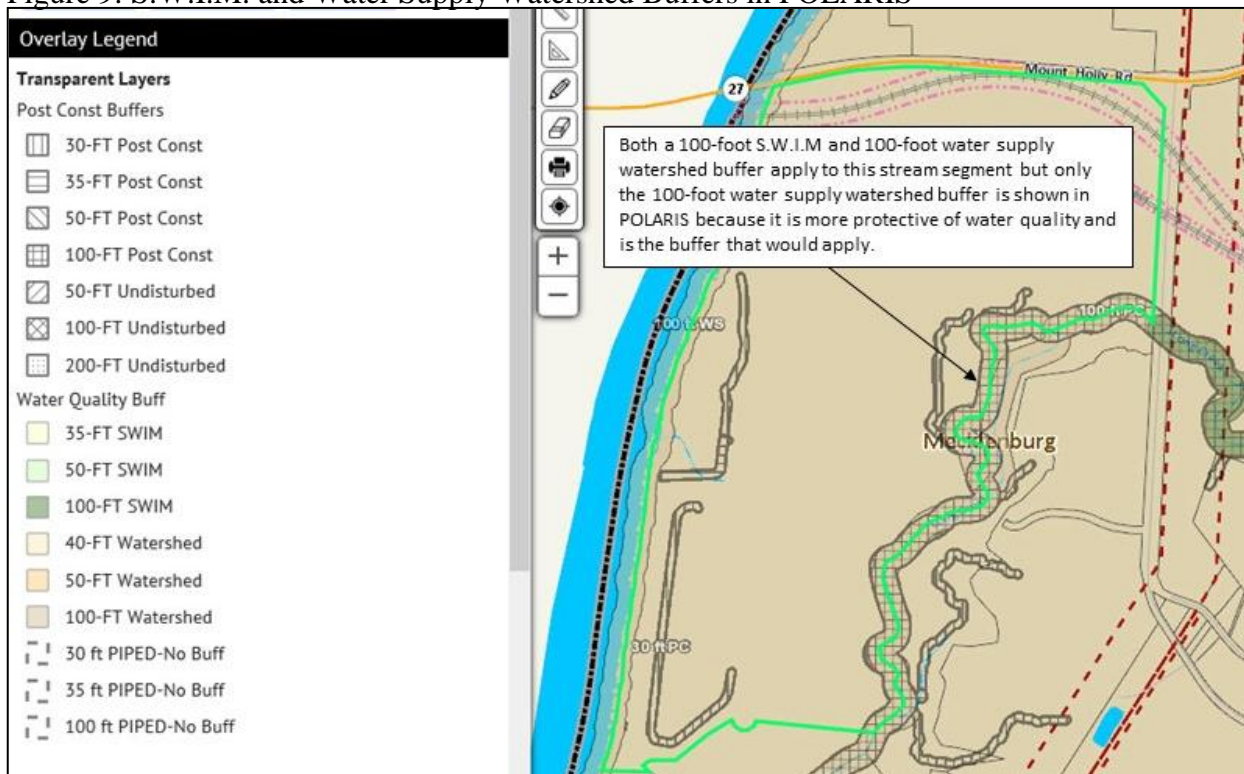 Figure 9. S.W.I.M. and Water Supply Watershed Buffers in POLARIS
Overlay Legend
Transparent Layers
Post Const Buffers
30-FT Post Const
35-FT Post Const
50-FT Post Const
100-FT Post Const
50-FT Undisturbed
100-FT Undisturbed
200-FT Undisturbed
Water Quality Buff
35-FT SWIM
50-FT SWIM
100-FT SWIM
40-FT Watershed
50-FT Watershed
100-FT Watershed
30 ft PIPED-No Buff
35 ft PIPED-No Buff
100 ft PIPED-No Buff
Mount Holly Rd
27
Both a 100-foot S.W.I.M and 100-foot water supply
watershed buffer apply to this stream segment but only
the 100-foot water supply watershed buffer is shown in
POLARIS because it is more protective of water quality and
is the buffer that would apply.
100 ft WS
100 ft PC
Mecklenburg
30 ft PC